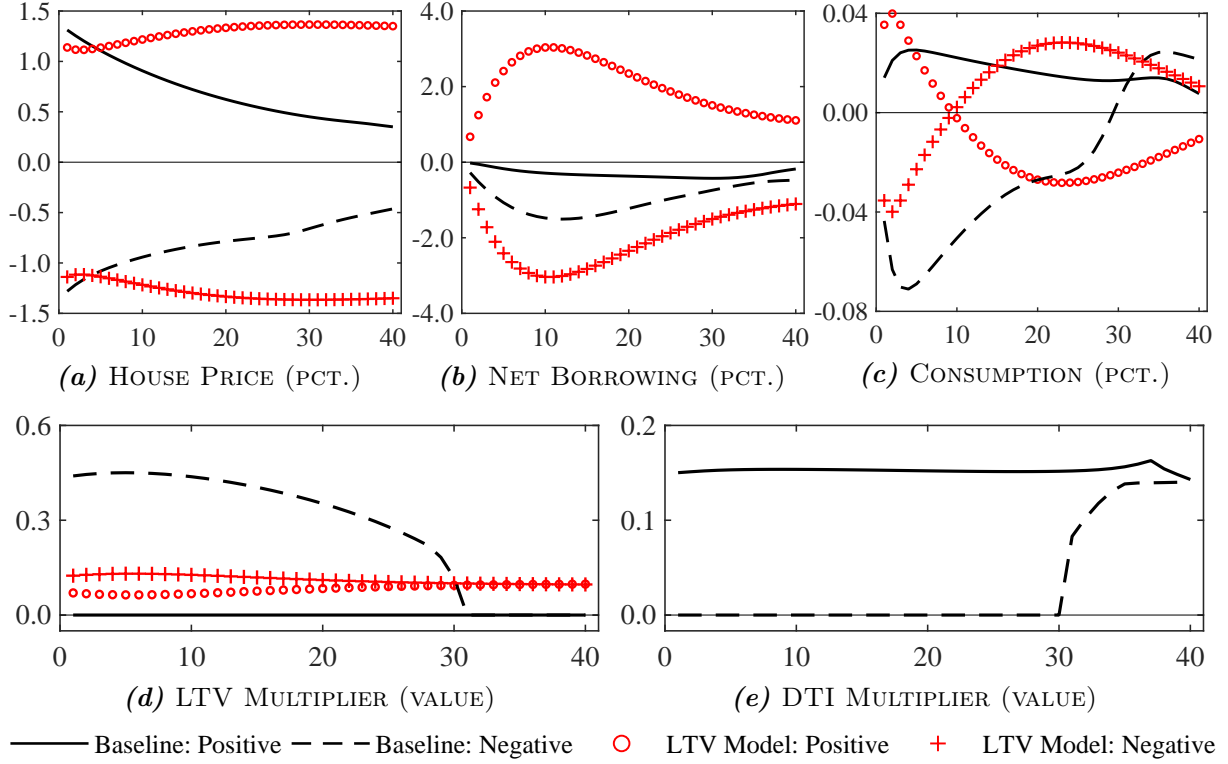 1.5
1.0
0.5
0.0
-0.5
-1.0
-1.5
0 10 20 30 40
(a) HOUSE PRICE (PCT.)
4.0
2.0
0.0
-2.0
-4.0
0 10 20 30 40
(b) NET BORROWING (PCT.)
0.04
0.00
-0.04
-0.08
0 10 20 30 40
(c) CONSUMPTION (PCT.)
0.6
0.3
0.0
0 10 20 30 40
(d) LTV MULTIPLIER (VALUE)
0.2
0.1
0.0
0 10 20 30 40
(e) DTI MULTIPLIER (VALUE)
Baseline: Positive Baseline: Negative LTV Model: Positive LTV Model: Negative